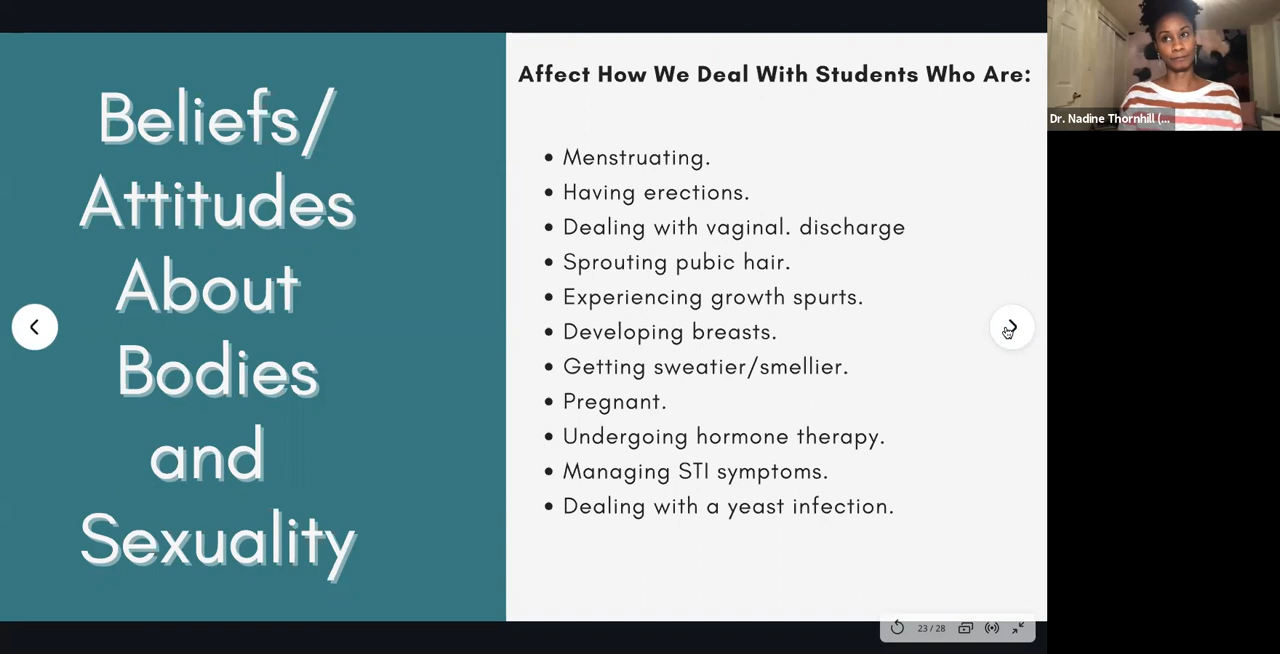 Beliefs/
Attitudes
About
Bodies
and
Sexuality
Affect How We Deal With Students Who Are:
• Menstruating.
• Having erections.
• Dealing with vaginal. discharge
• Sprouting pubic hair.
• Experiencing growth spurts.
• Developing breasts.
• Getting sweatier/smellier.
• Pregnant.
• Undergoing hormone therapy.
• Managing STI symptoms.
• Dealing with a yeast infection.
Dr. Nadine Thornhill (...
23 / 28